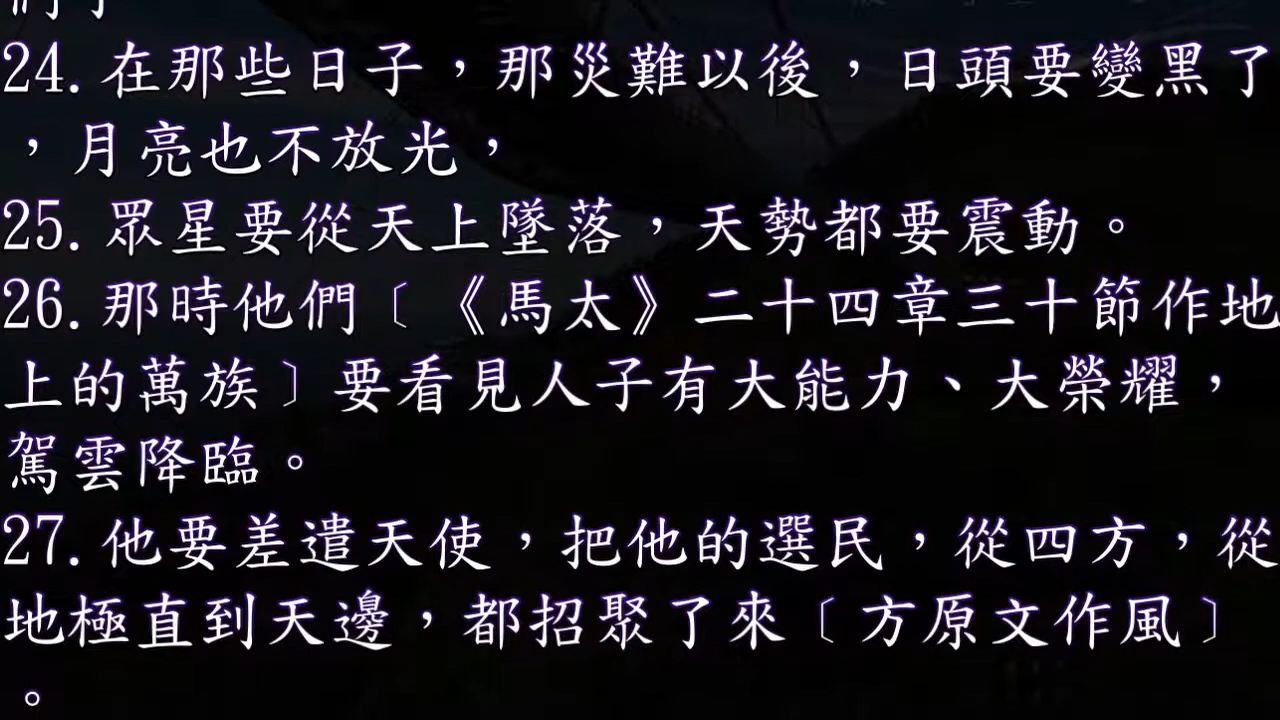 24. 在那些日子，那災難以後，日頭要變黑了
，月亮也不放光，
25. 眾星要從天上墜落，天勢都要震動。
26. 那時他們〔《馬太》二十四章三十節作地
上的萬族〕要看見人子有大能力、大榮耀，
駕雲降臨。
27. 他要差遣天使，把他的選民，從四方，從
地極直到天邊，都招聚了來〔方原文作風〕
。